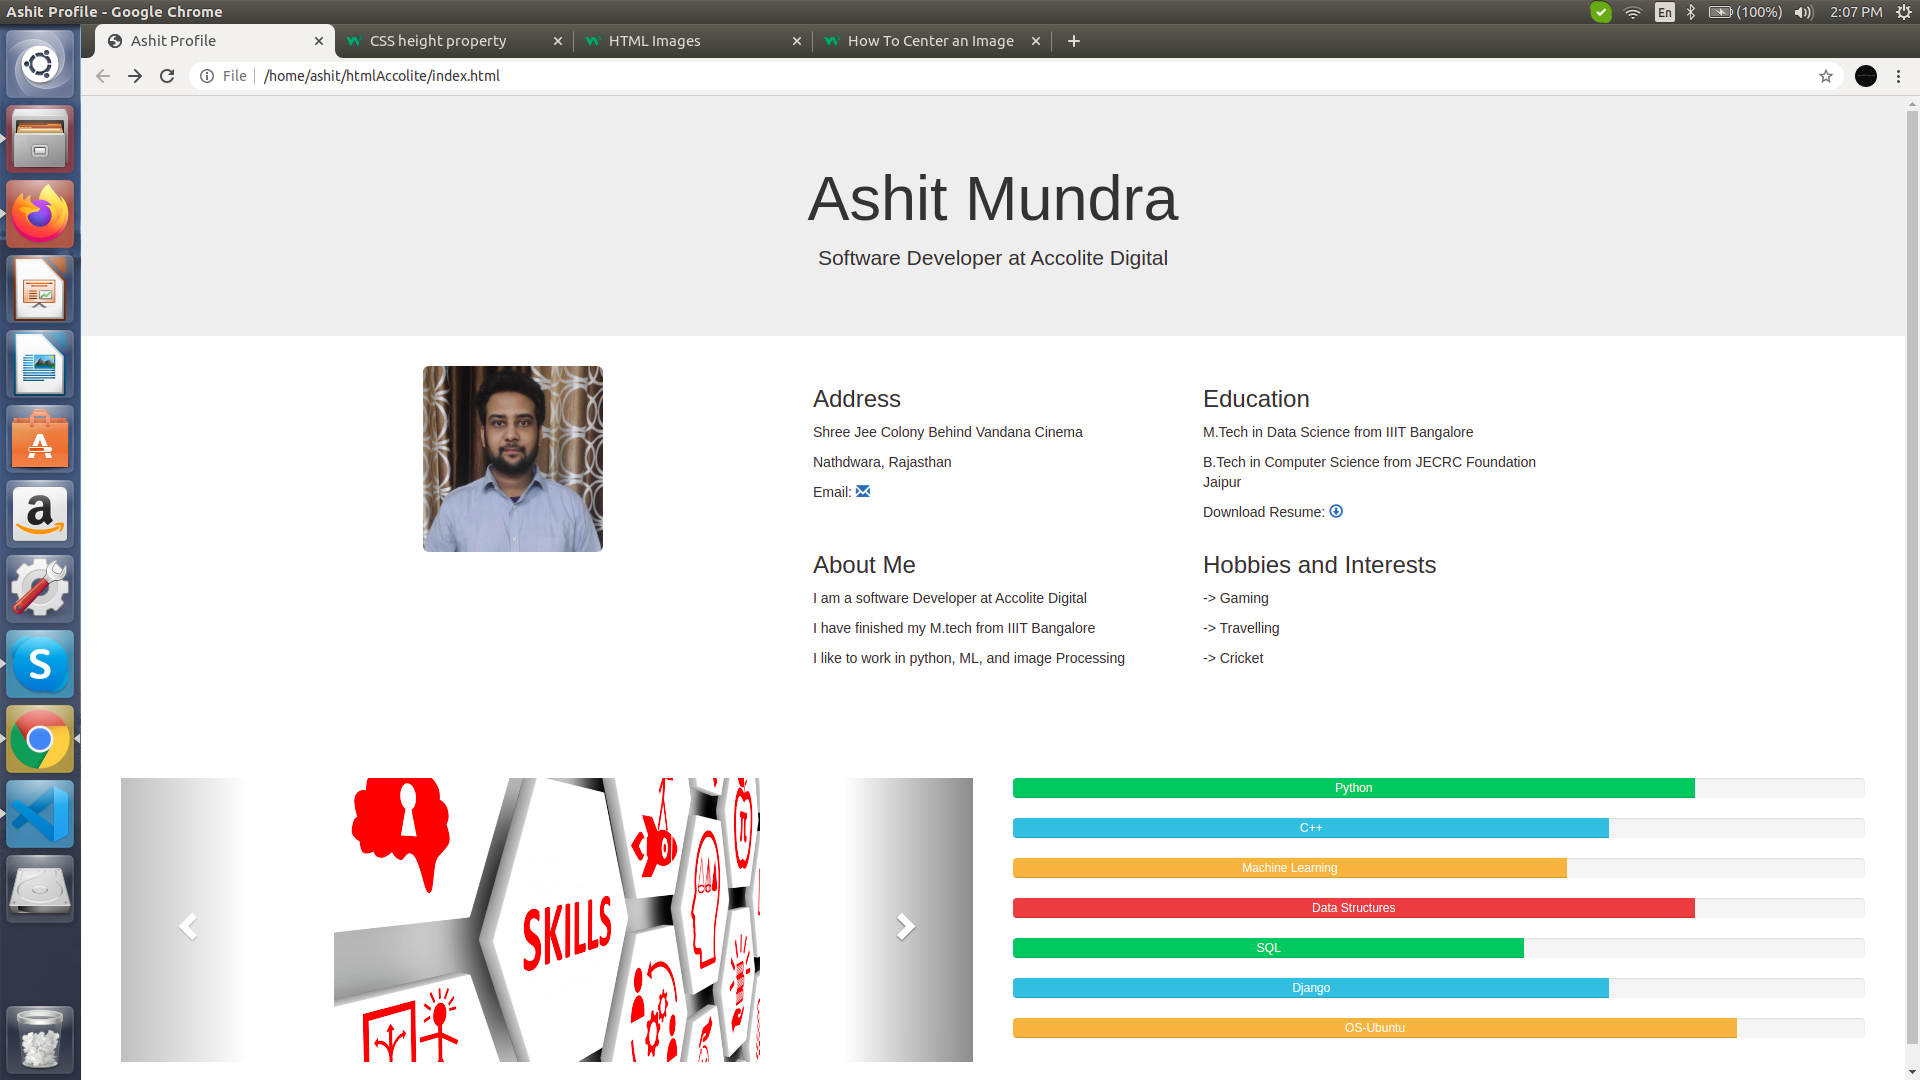 Ashit Profile - Google Chrome
En
(100%)
2:07 PM
Ashit Profile
CSS height property
HTML Images
How To Center an Image
File
/home/ashit/htmlAccolite/index.html
Ashit Mundra
Software Developer at Accolite Digital
Address
Shree Jee Colony Behind Vandana Cinema
Nathdwara, Rajasthan
Email:
Education
M.Tech in Data Science from IIIT Bangalore
B.Tech in Computer Science from JECRC Foundation
Jaipur
Download Resume:
About Me
I am a software Developer at Accolite Digital
I have finished my M.tech from IIIT Bangalore
I like to work in python, ML, and image Processing
Hobbies and Interests
-> Gaming
-> Travelling
-> Cricket
SKILLS
π
Python
C++
Machine Learning
Data Structures
SQL
Django
OS-Ubuntu